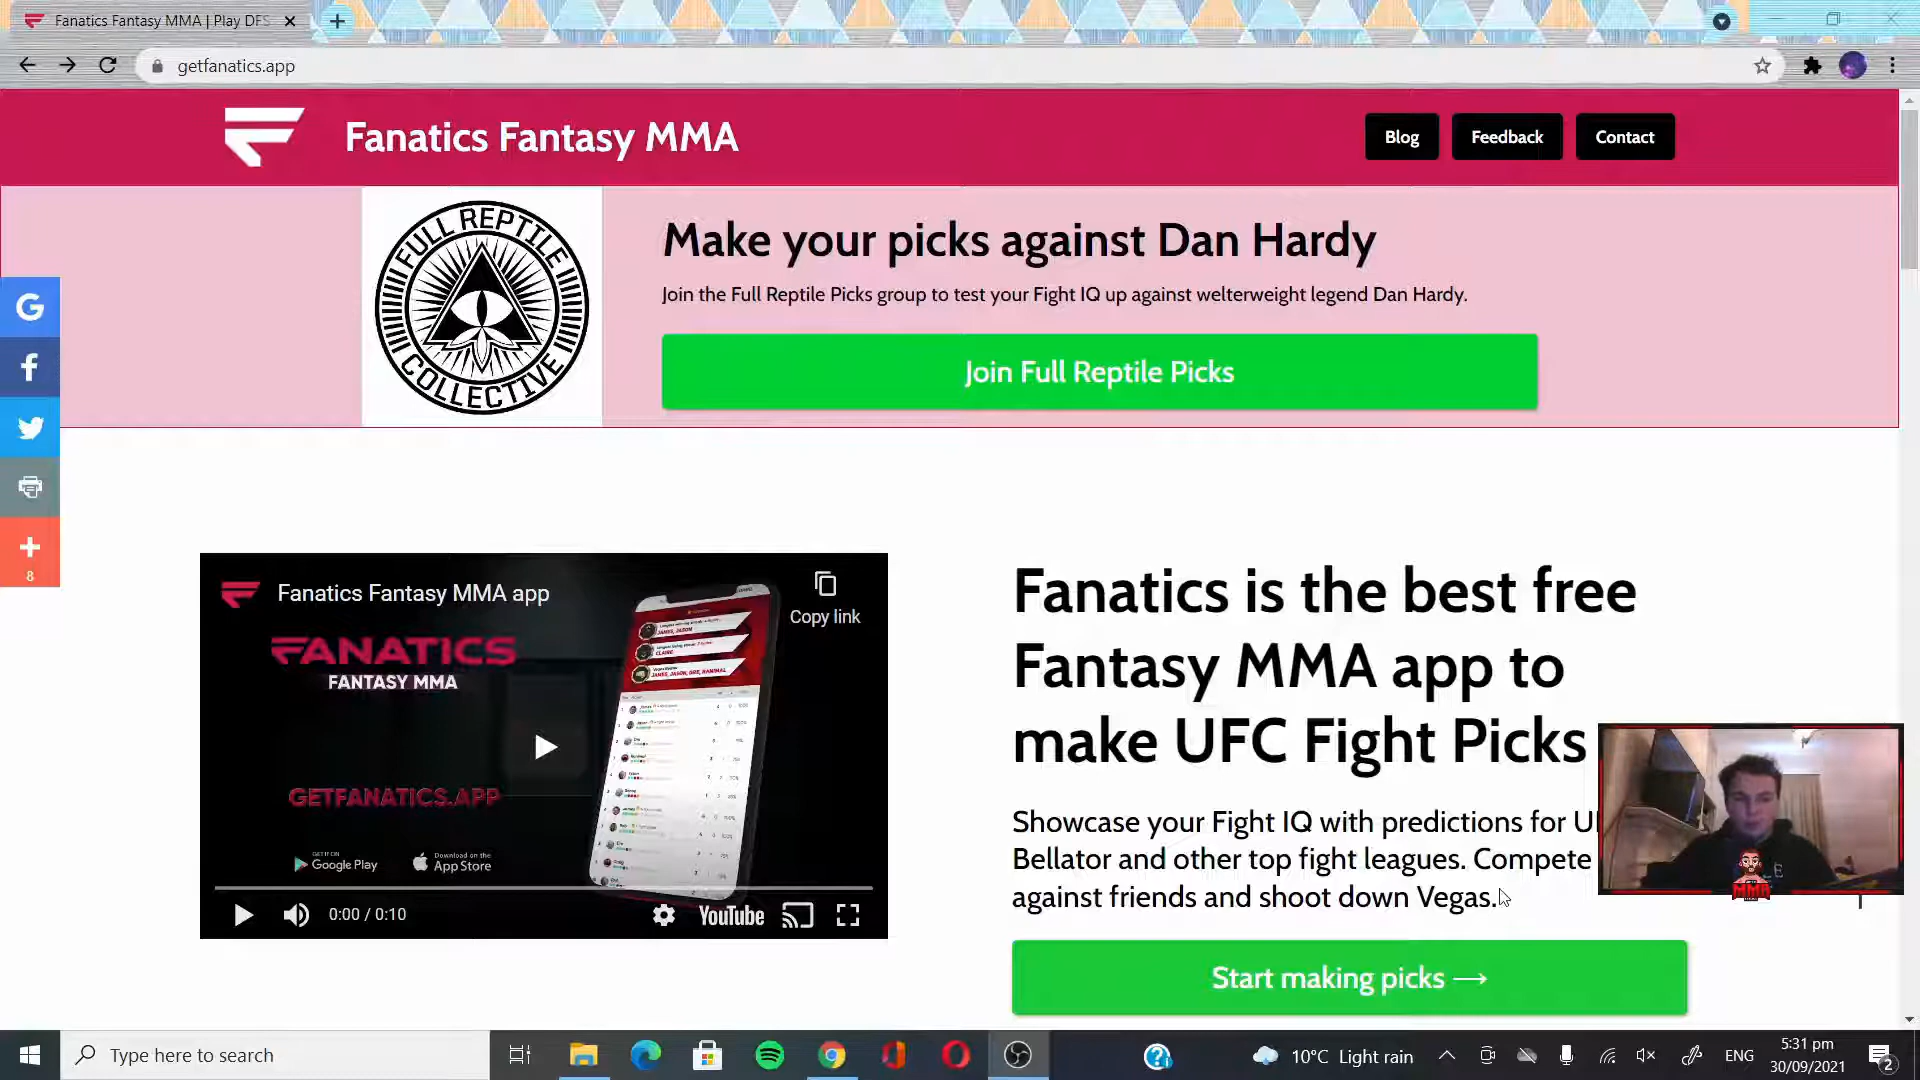 Fanatics Fantasy MMA | Play DFS
getfanatics.app
Fanatics Fantasy MMA
Blog
Feedback
Contact
FULL REPTILE
COLLECTIVE
Make your picks against Dan Hardy
Join the Full Reptile Picks group to test your Fight IQ up against welterweight legend Dan Hardy.
Join Full Reptile Picks
8
Fanatics Fantasy MMA app
Copy link
FANATICS
FANTASY MMA
GETFANATICS.APP
GET IT ON
Google Play
Download on the
App Store
0:00 / 0:10
YouTube
Fanatics is the best free
Fantasy MMA app to
make UFC Fight Picks
Showcase your Fight IQ with predictions for
Bellator and other top fight leagues. Compete
against friends and shoot down Vegas.
Start making picks →
MMA
Type here to search
10°C Light rain
ENG
5:31 pm
30/09/2021
2